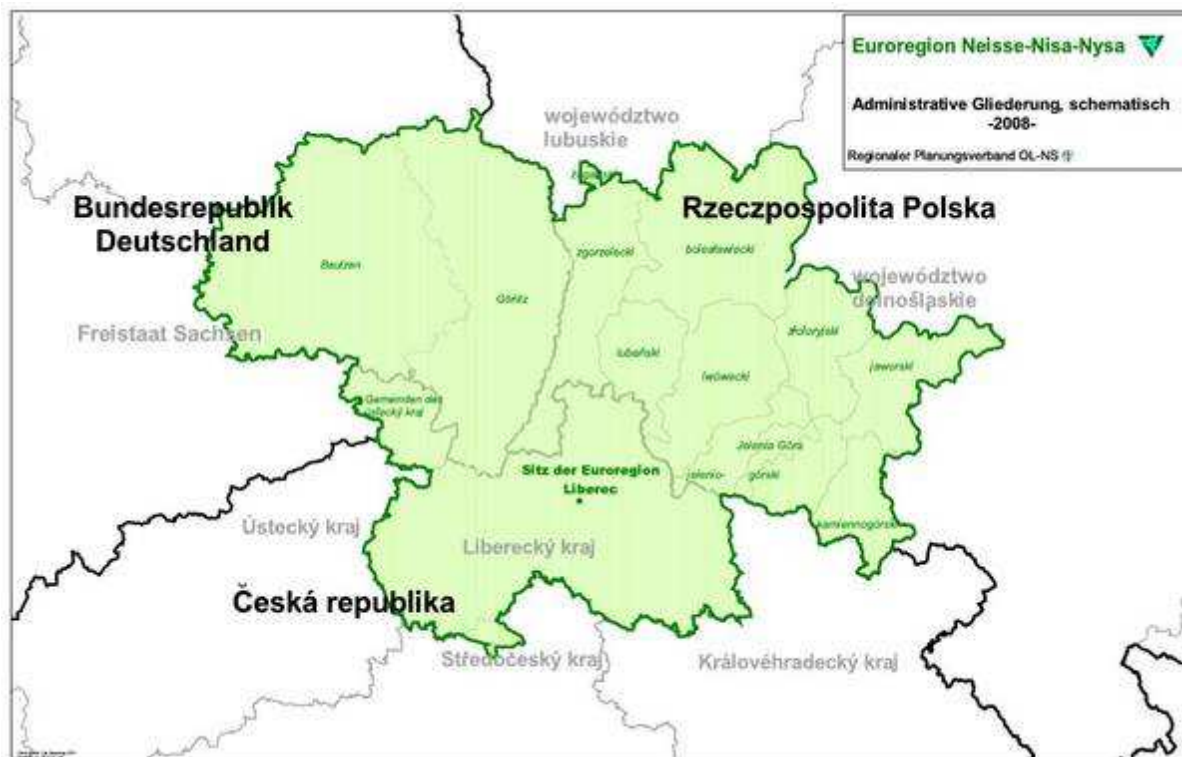 Euroregion Neisse-Nisa-Nysa
Administrative Gliederung, schematisch
-2008-
Regionaler Planungsverband OL-NS
województwo
lubuskie
Bundesrepublik
Deutschland
Rzeczpospolita Polska
zgorzelecki
bolesławiecki
Bautzen
województwo
dolnośląskie
Görlitz
Freistaat Sachsen
złotoryjski
lubański
lwówecki
jaworski
Gemeinden des
Ústecký kraj
Jelenia Góra
Sitz der Euroregion
Liberec
jelenio-
górski
kamiennogórski
Ústecký kraj
Liberecký kraj
Česká republika
Středočeský kraj
Královéhradecký kraj